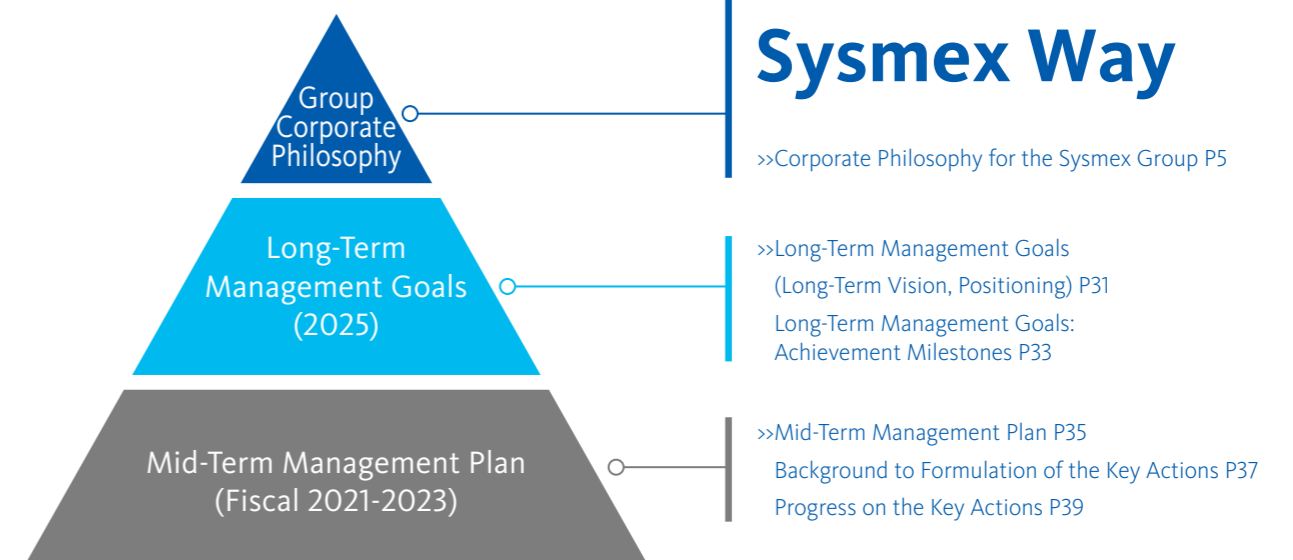 Group
Corporate
Philosophy
Sysmex Way
>>Corporate Philosophy for the Sysmex Group P5
Long-Term
Management Goals
(2025)
>>Long-Term Management Goals
(Long-Term Vision, Positioning) P31
Long-Term Management Goals:
Achievement Milestones P33
Mid-Term Management Plan
(Fiscal 2021-2023)
>>Mid-Term Management Plan P35
Background to Formulation of the Key Actions P37
Progress on the Key Actions P39